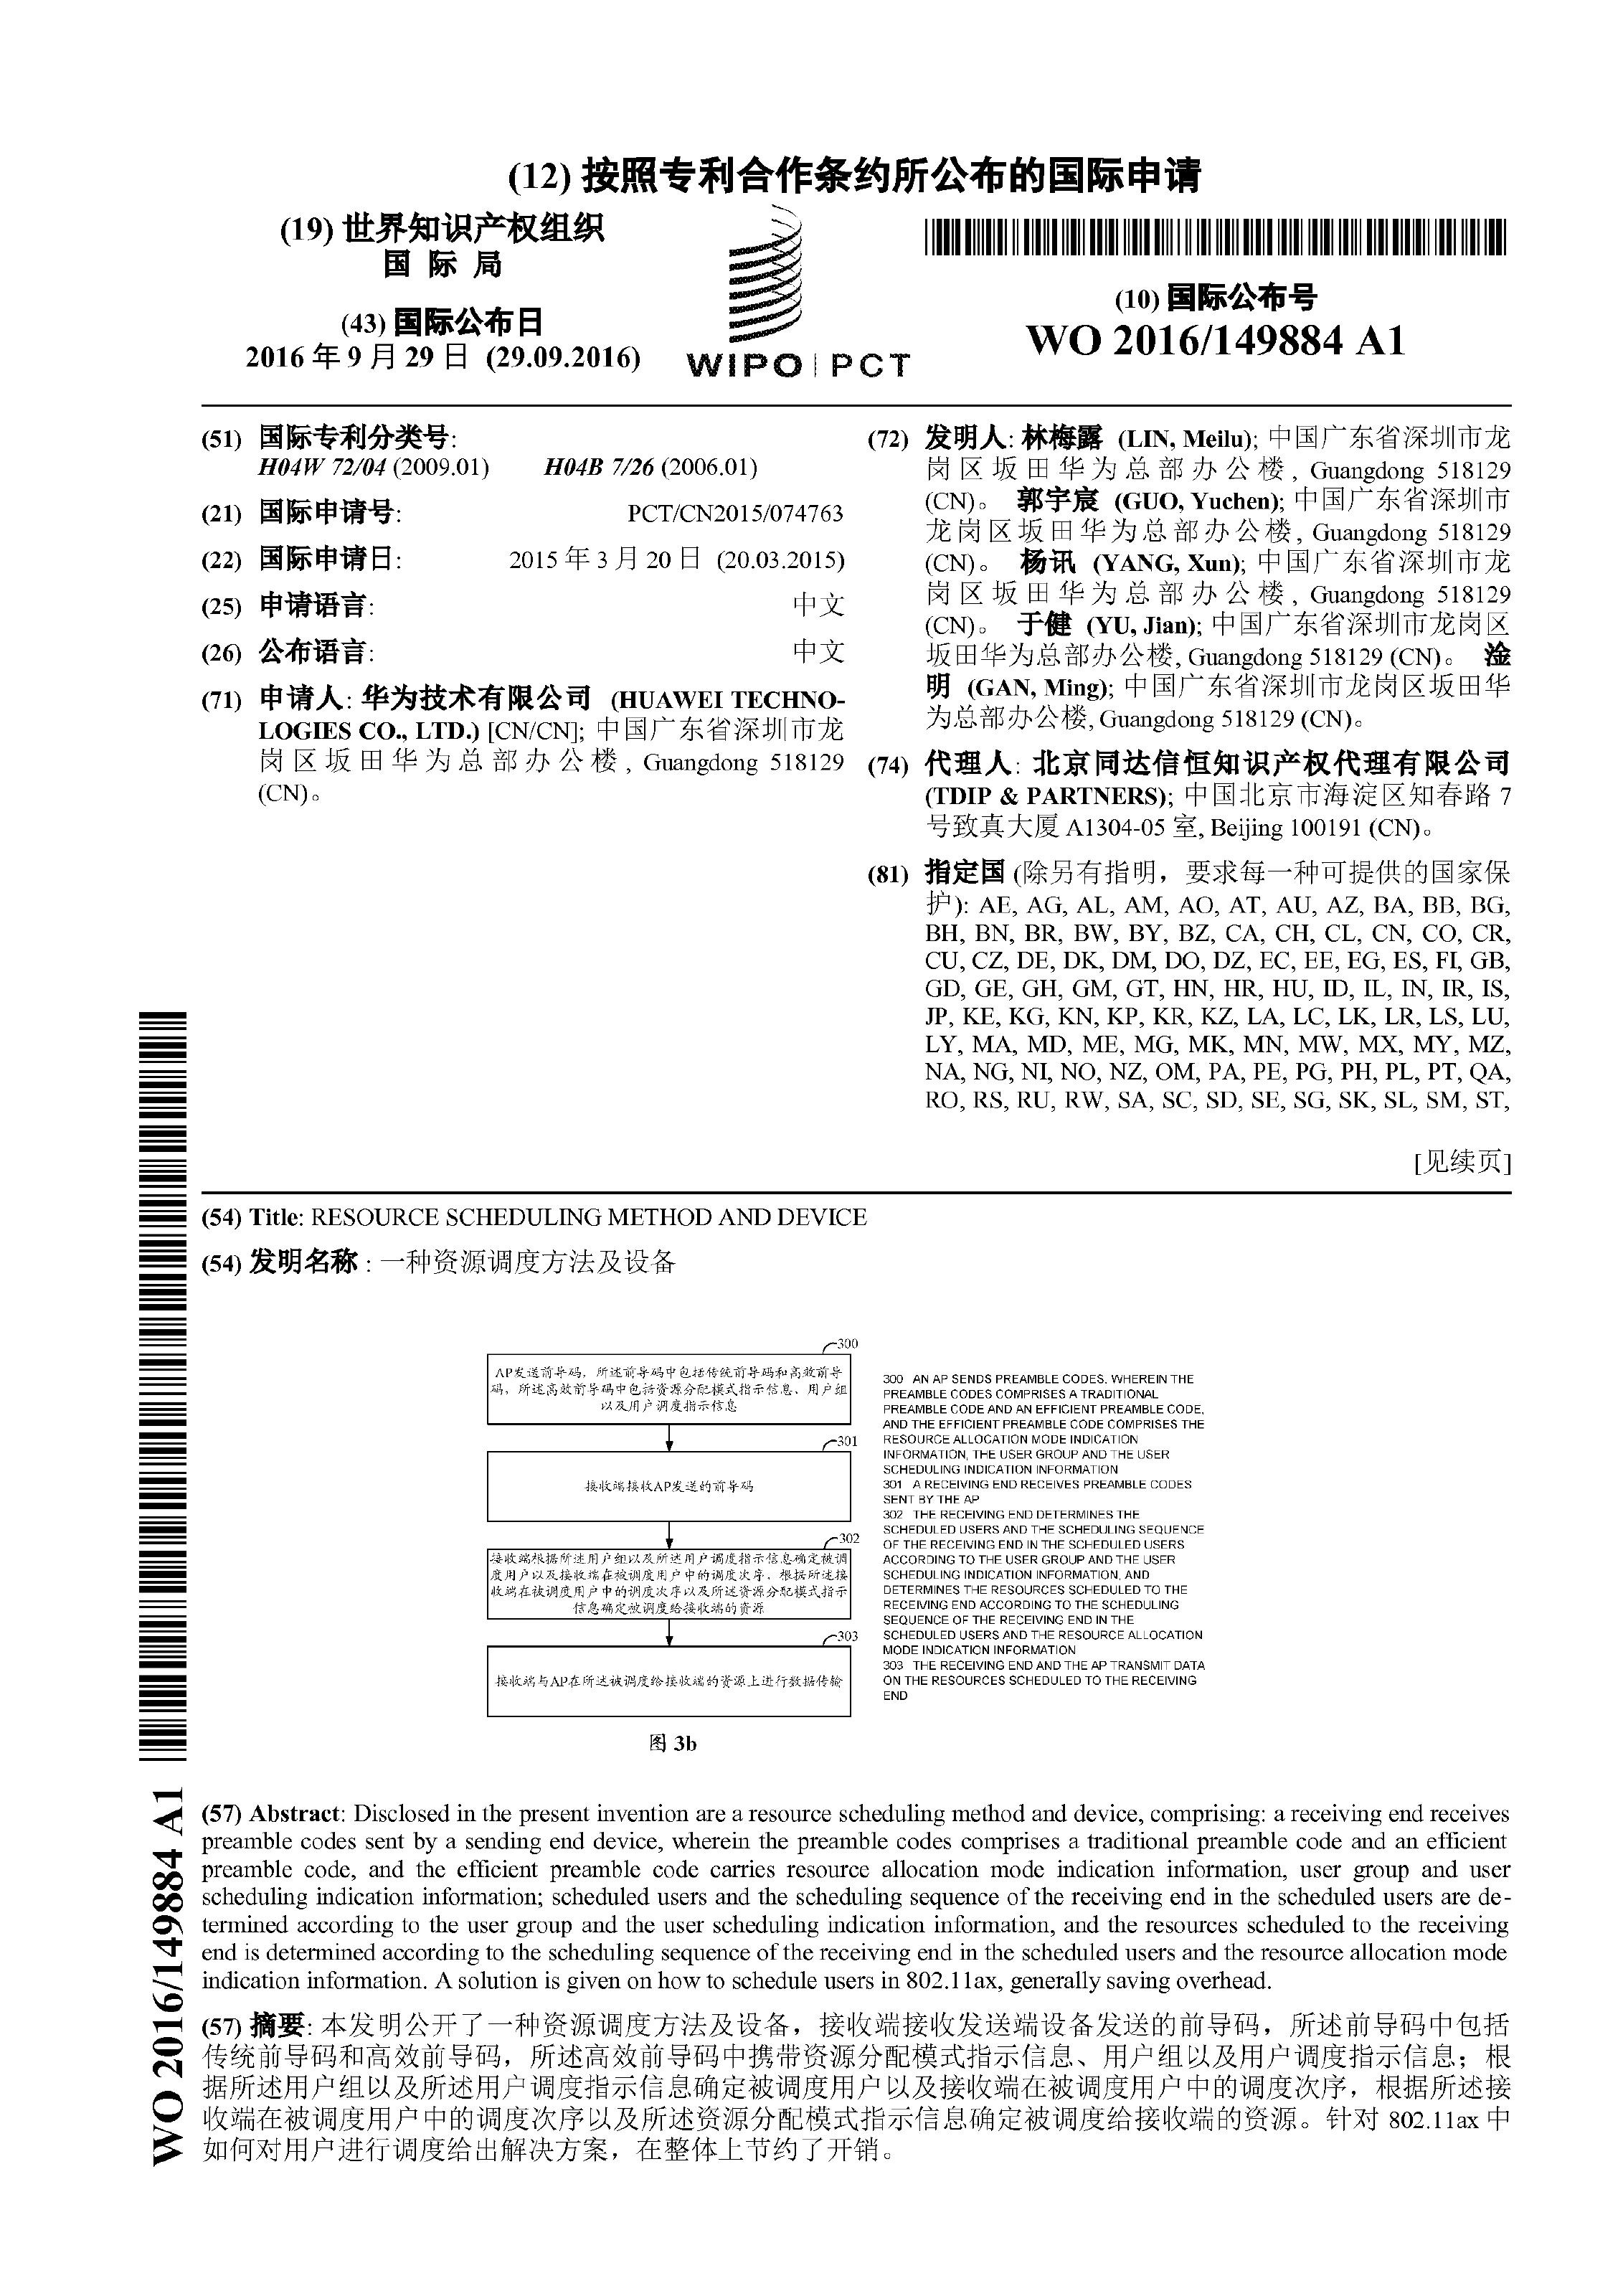 (12) 按照专利合作条约所公布的国际申请
(19) 世界知识产权组织
国 际 局
(43) 国际公布日
2016 年 9 月 29 日 (29.09.2016)
WIPO | PCT
(10) 国际公布号
WO 2016/149884 A1
(51) 国际专利分类号:
H04W 72/04 (2009.01) H04B 7/26 (2006.01)
(21) 国际申请号: PCT/CN2015/074763
(22) 国际申请日: 2015 年 3 月 20 日 (20.03.2015)
(25) 申请语言: 中文
(26) 公布语言: 中文
(71) 申请人: 华为技术有限公司 (HUAWEI TECHNO-
LOGIES CO., LTD.) [CN/CN]; 中国广东省深圳市龙
岗区坂田华为总部办公楼, Guangdong 518129
(CN)。
(72) 发明人: 林梅露 (LIN, Meilu); 中国广东省深圳市龙
岗区坂田华为总部办公楼, Guangdong 518129
(CN)。 郭宇宸 (GUO, Yuchen); 中国广东省深圳市
龙岗区坂田华为总部办公楼, Guangdong 518129
(CN)。 杨讯 (YANG, Xun); 中国广东省深圳市龙
岗区坂田华为总部办公楼, Guangdong 518129
(CN)。 于健 (YU, Jian); 中国广东省深圳市龙岗区
坂田华为总部办公楼, Guangdong 518129 (CN)。 淦
明 (GAN, Ming); 中国广东省深圳市龙岗区坂田华
为总部办公楼, Guangdong 518129 (CN)。
(74) 代理人: 北京同达信恒知识产权代理有限公司
(TDIP & PARTNERS); 中国北京市海淀区知春路 7
号致真大厦 A1304-05 室, Beijing 100191 (CN)。
(81) 指定国 (除另有指明，要求每一种可提供的国家保
护): AE, AG, AL, AM, AO, AT, AU, AZ, BA, BB, BG,
BH, BN, BR, BW, BY, BZ, CA, CH, CL, CN, CO, CR,
CU, CZ, DE, DK, DM, DO, DZ, EC, EE, EG, ES, FI, GB,
GD, GE, GH, GM, GT, HN, HR, HU, ID, IL, IN, IR, IS,
JP, KE, KG, KN, KP, KR, KZ, LA, LC, LK, LR, LS, LU,
LY, MA, MD, ME, MG, MK, MN, MW, MX, MY, MZ,
NA, NG, NI, NO, NZ, OM, PA, PE, PG, PH, PL, PT, QA,
RO, RS, RU, RW, SA, SC, SD, SE, SG, SK, SL, SM, ST,
[见续页]
(54) Title: RESOURCE SCHEDULING METHOD AND DEVICE
(54) 发明名称 : 一种资源调度方法及设备
300
AP发送前导码，所述前导码中包括传统前导码和高效前导
码，所述高效前导码中包括资源分配模式指示信息、用户组
以及用户调度指示信息
301
接收端接收AP发送的前导码
302
接收端根据所述用户组以及所述用户调度指示信息确定被调
度用户以及接收端在被调度用户中的调度次序，根据所述接
收端在被调度用户中的调度次序以及所述资源分配模式指示
信息确定被调度给接收端的资源
303
接收端与AP在所述被调度给接收端的资源上进行数据传输
图 3b
300 AN AP SENDS PREAMBLE CODES, WHEREIN THE
PREAMBLE CODES COMPRISES A TRADITIONAL
PREAMBLE CODE AND AN EFFICIENT PREAMBLE CODE,
AND THE EFFICIENT PREAMBLE CODE COMPRISES THE
RESOURCE ALLOCATION MODE INDICATION
INFORMATION, THE USER GROUP AND THE USER
SCHEDULING INDICATION INFORMATION
301 A RECEIVING END RECEIVES PREAMBLE CODES
SENT BY THE AP
302 THE RECEIVING END DETERMINES THE
SCHEDULED USERS AND THE SCHEDULING SEQUENCE
OF THE RECEIVING END IN THE SCHEDULED USERS
ACCORDING TO THE USER GROUP AND THE USER
SCHEDULING INDICATION INFORMATION, AND
DETERMINES THE RESOURCES SCHEDULED TO THE
RECEIVING END ACCORDING TO THE SCHEDULING
SEQUENCE OF THE RECEIVING END IN THE
SCHEDULED USERS AND THE RESOURCE ALLOCATION
MODE INDICATION INFORMATION
303 THE RECEIVING END AND THE AP TRANSMIT DATA
ON THE RESOURCES SCHEDULED TO THE RECEIVING
END
(57) Abstract: Disclosed in the present invention are a resource scheduling method and device, comprising: a receiving end receives
preamble codes sent by a sending end device, wherein the preamble codes comprises a traditional preamble code and an efficient
preamble code, and the efficient preamble code carries resource allocation mode indication information, user group and user
scheduling indication information; scheduled users and the scheduling sequence of the receiving end in the scheduled users are de-
termined according to the user group and the user scheduling indication information, and the resources scheduled to the receiving
end is determined according to the scheduling sequence of the receiving end in the scheduled users and the resource allocation mode
indication information. A solution is given on how to schedule users in 802.11ax, generally saving overhead.
(57) 摘要: 本发明公开了一种资源调度方法及设备，接收端接收发送端设备发送的前导码，所述前导码中包括
传统前导码和高效前导码，所述高效前导码中携带资源分配模式指示信息、用户组以及用户调度指示信息；根
据所述用户组以及所述用户调度指示信息确定被调度用户以及接收端在被调度用户中的调度次序，根据所述接
收端在被调度用户中的调度次序以及所述资源分配模式指示信息确定被调度给接收端的资源。针对 802.11ax 中
如何对用户进行调度给出解决方案，在整体上节约了开销。
WO 2016/149884 A1